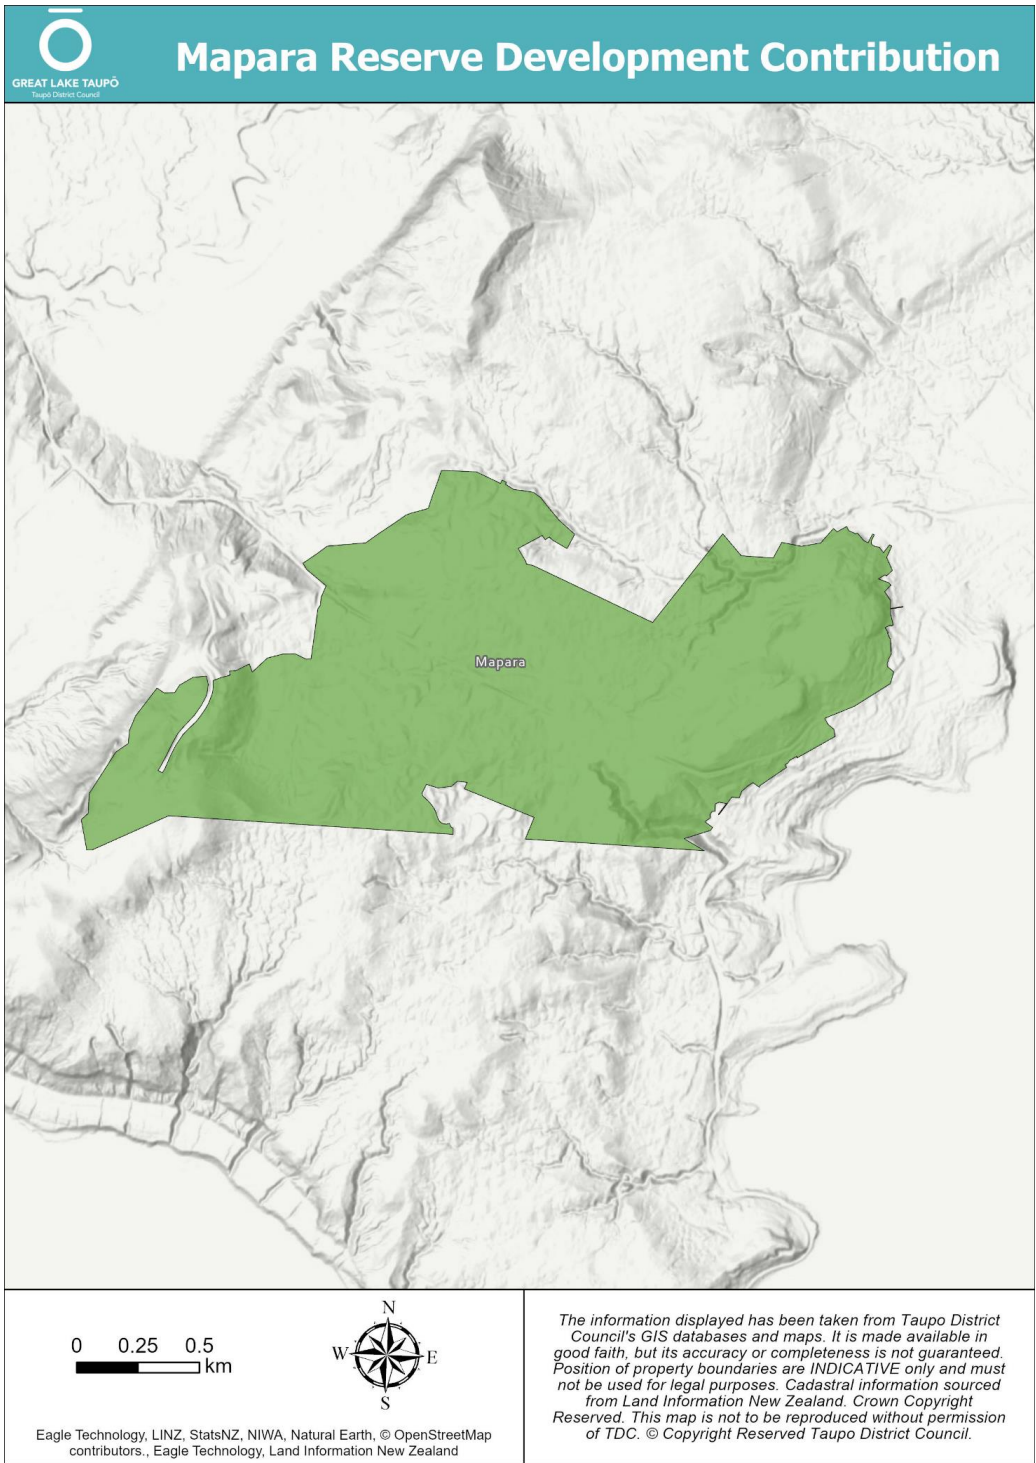 GREAT LAKE TAUPŌ
Taupō District Council
Mapara Reserve Development Contribution
Mapara
0 0.25 0.5
km
N
W E
S
Eagle Technology, LINZ, StatsNZ, NIWA, Natural Earth, © OpenStreetMap
contributors., Eagle Technology, Land Information New Zealand
The information displayed has been taken from Taupo District
Council's GIS databases and maps. It is made available in
good faith, but its accuracy or completeness is not guaranteed.
Position of property boundaries are INDICATIVE only and must
not be used for legal purposes. Cadastral information sourced
from Land Information New Zealand. Crown Copyright
Reserved. This map is not to be reproduced without permission
of TDC. © Copyright Reserved Taupo District Council.